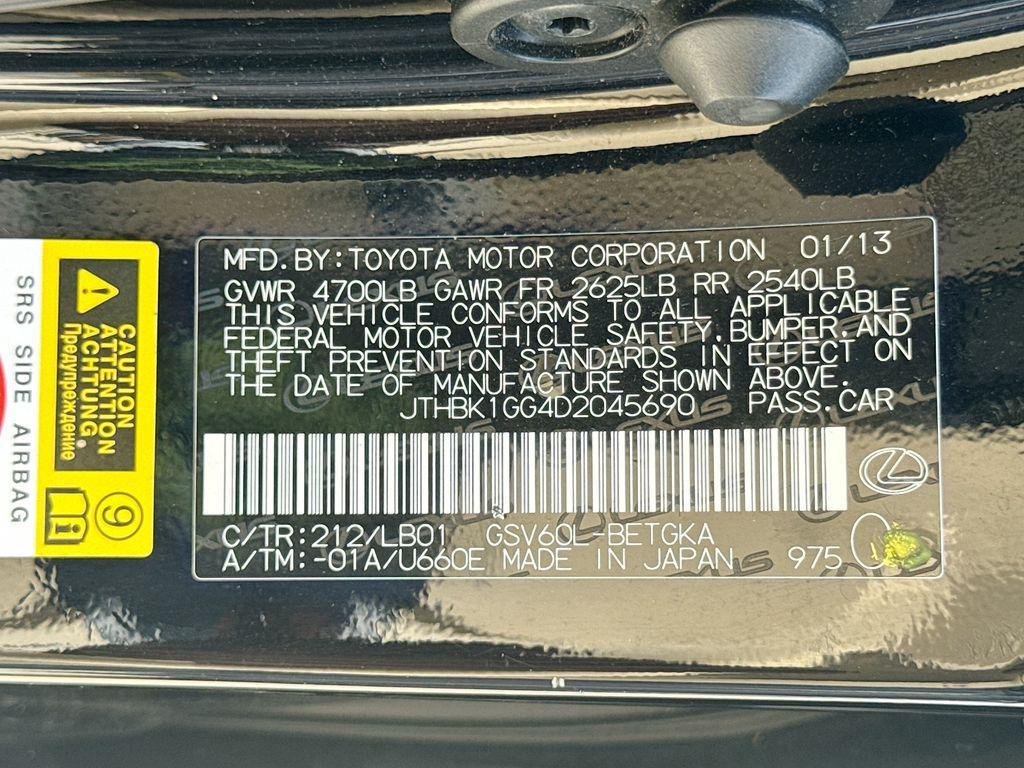 MFD.BY:TOYOTA MOTOR CORPORATION 01/13
GVWR 4700LB GAWR FR 2625LB RR 2540LB
THIS VEHICLE CONFORMS TO ALL APPLICABLE
FEDERAL MOTOR VEHICLE SAFETY,BUMPER,AND
THEFT PREVENTION STANDARDS IN EFFECT ON
THE DATE OF MANUFACTURE SHOWN ABOVE.
JTHBK1GG4D2045690 PASS.CAR
C/TR:212/LB01 GSV60L-BETGKA
A/TM:-01A/U660E MADE IN JAPAN 975
CAUTION
ATTENTION
ACHTUNG
Предупреждение
SRS SIDE AIRBAG
9
LEXUS